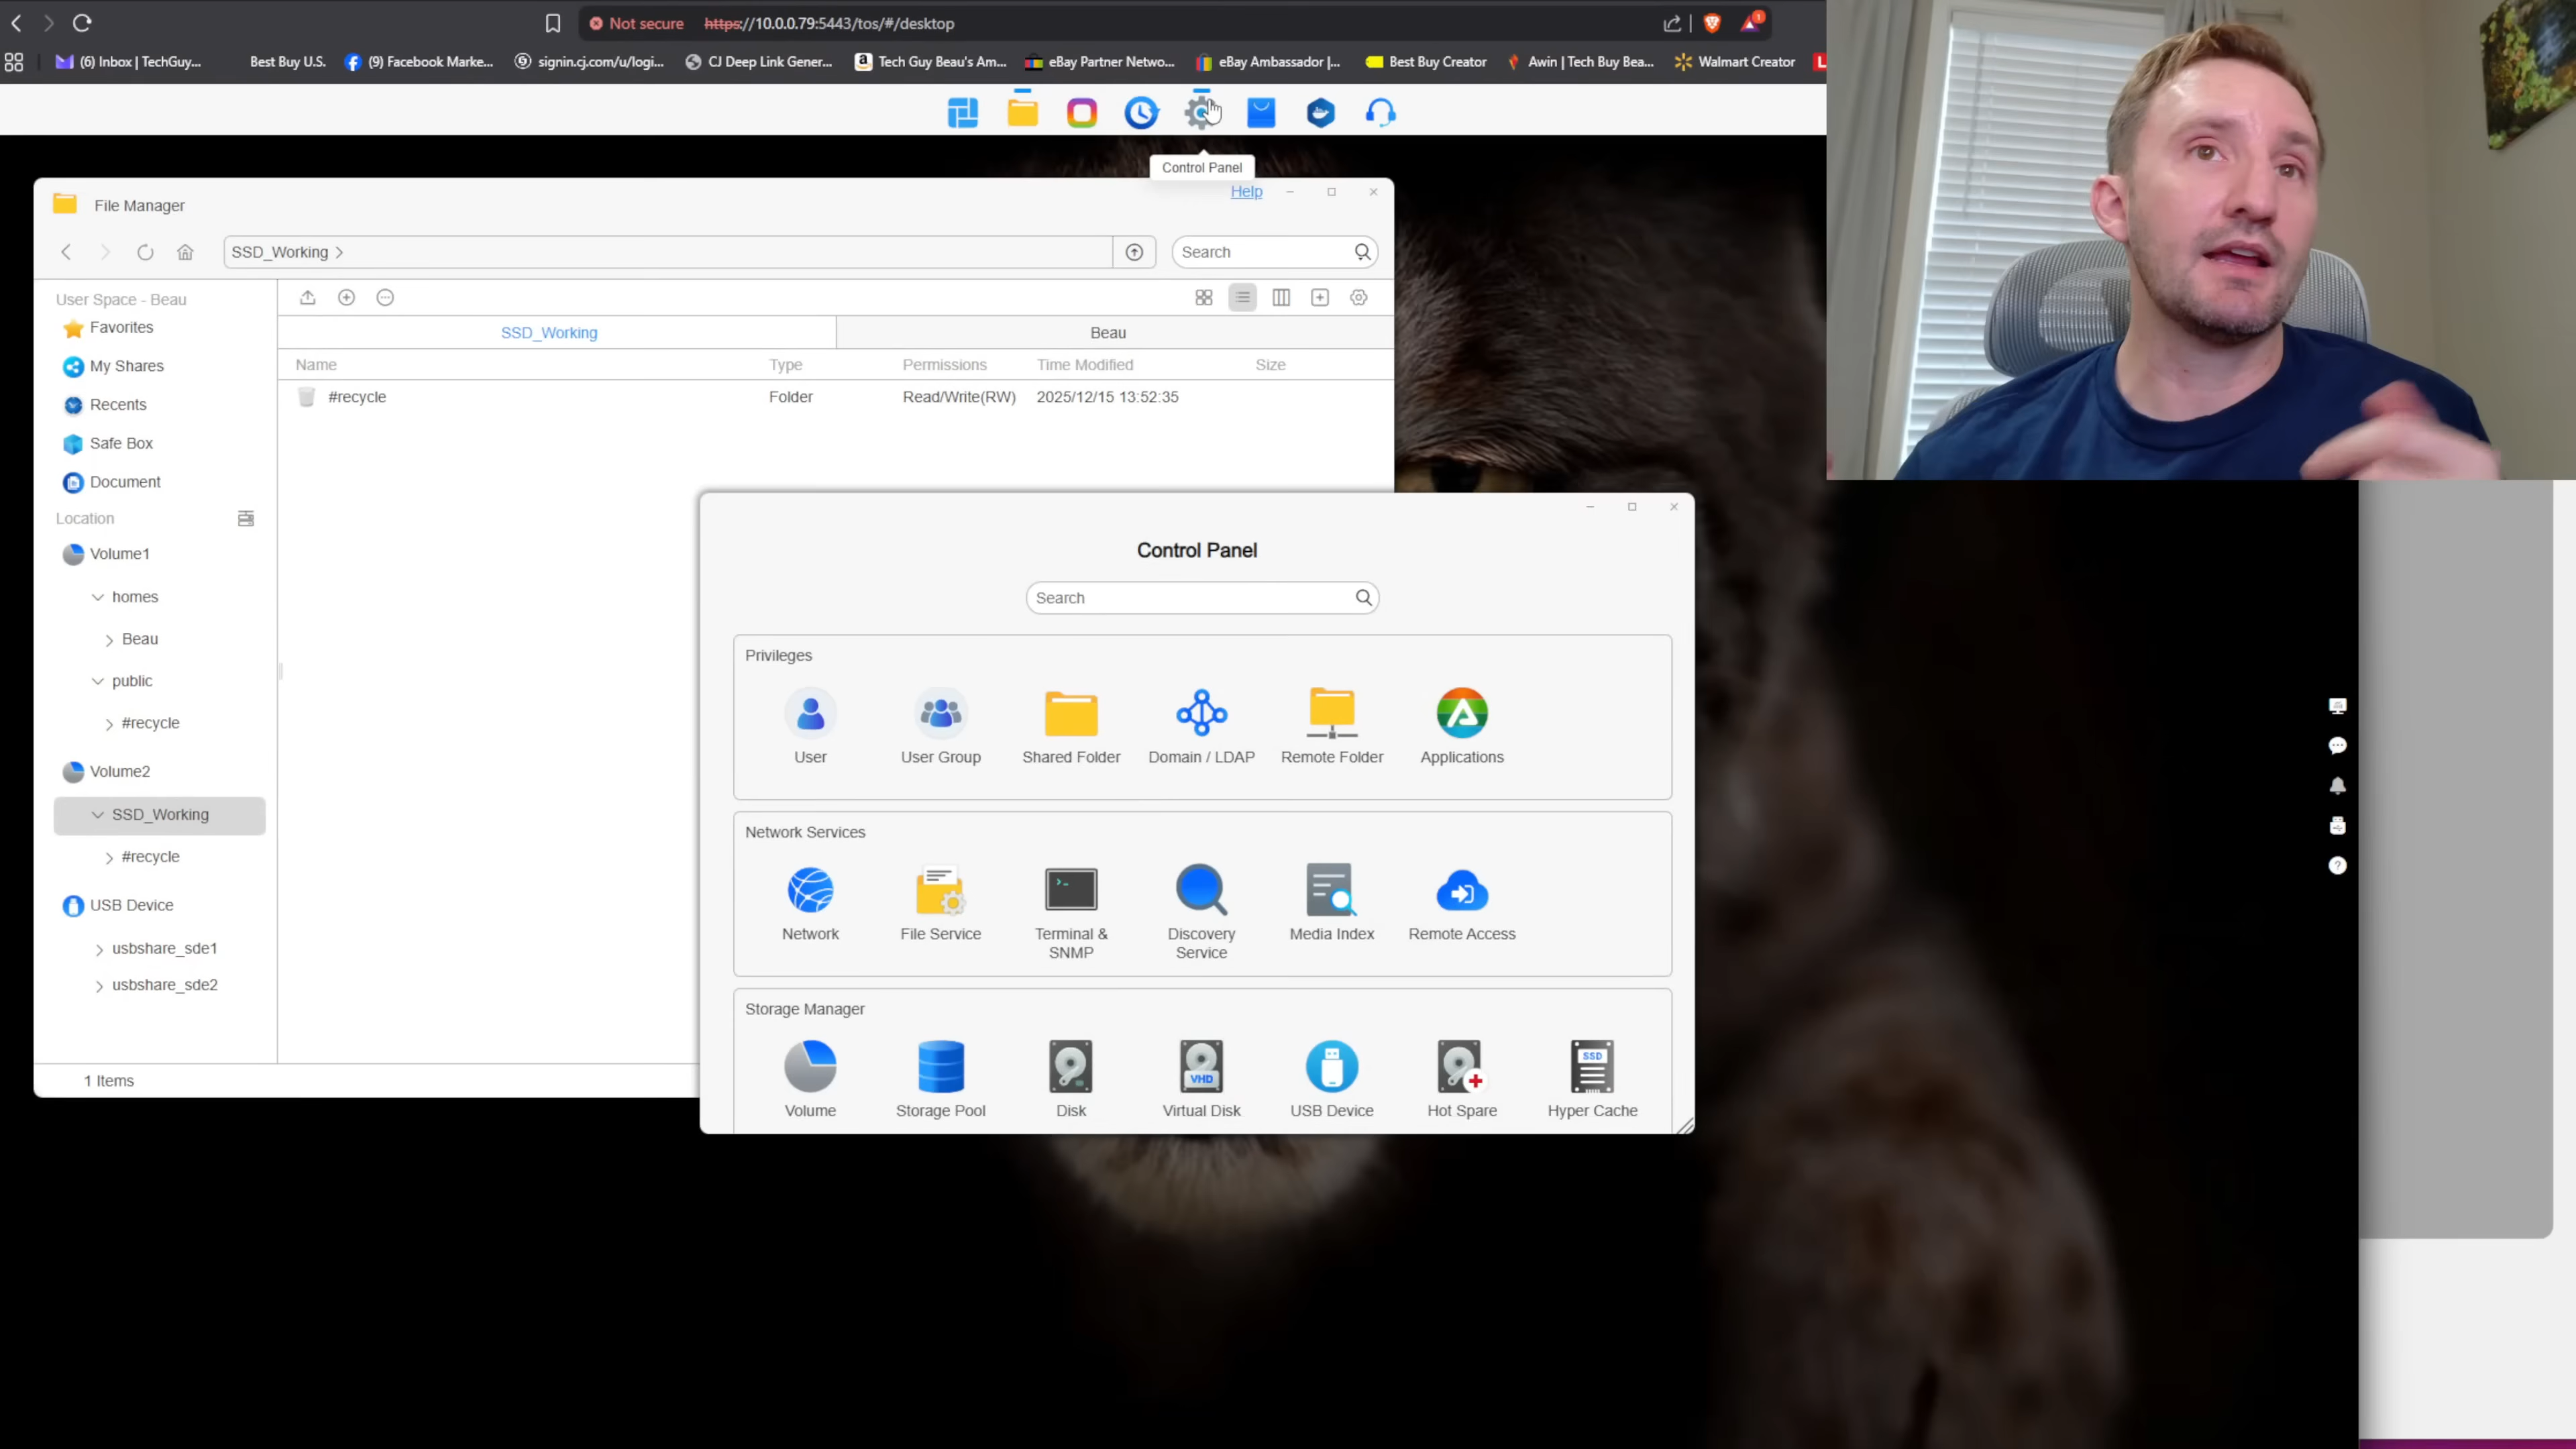 Not secure https://10.0.0.79:5443/tos/#/desktop
(6) Inbox | TechGuy... Best Buy U.S. (9) Facebook Marke... signin.cj.com/u/logi... CJ Deep Link Gener... Tech Guy Beau's Am... eBay Partner Netwo... eBay Ambassador |... Best Buy Creator Awin | Tech Buy Bea... Walmart Creator
Control Panel
Help
File Manager
SSD_Working
Search
User Space - Beau
Favorites
My Shares
Recents
Safe Box
Document
Location
Volume1
homes
Beau
public
#recycle
Volume2
SSD_Working
#recycle
USB Device
usbshare_sde1
usbshare_sde2
SSD_Working Beau
Name Type Permissions Time Modified Size
#recycle Folder Read/Write(RW) 2025/12/15 13:52:35
1 Items
Control Panel
Search
Privileges
User User Group Shared Folder Domain / LDAP Remote Folder Applications
Network Services
Network File Service Terminal & SNMP Discovery Service Media Index Remote Access
Storage Manager
VHD
SSD
Volume Storage Pool Disk Virtual Disk USB Device Hot Spare Hyper Cache